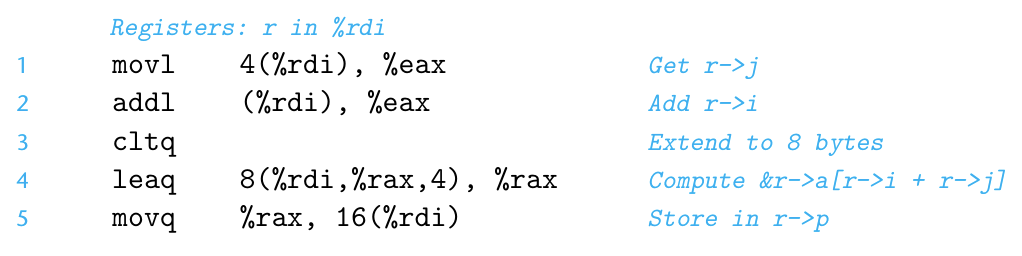 Registers: r in %rdi
1 movl 4(%rdi), %eax Get r->j
2 addl (%rdi), %eax Add r->i
3 cltq Extend to 8 bytes
4 leaq 8(%rdi,%rax,4), %rax Compute &r->a[r->i + r->j]
5 movq %rax, 16(%rdi) Store in r->p